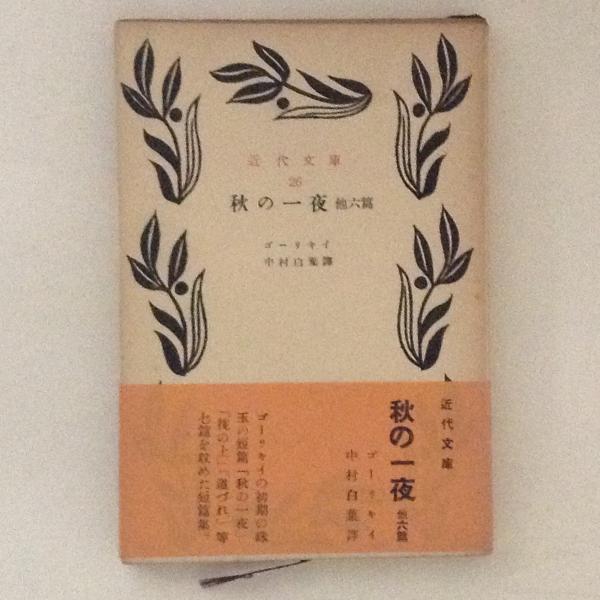 近代文庫
26
秋の一夜 他六篇
ゴーリキイ
中村白葉譯
近代文庫
秋の一夜 他六篇
ゴーリキイ
中村白葉譯
ゴーリキイの初期の珠
玉の短篇「秋の一夜」
「筏の上」「道づれ」等
七篇を収めた短篇集。